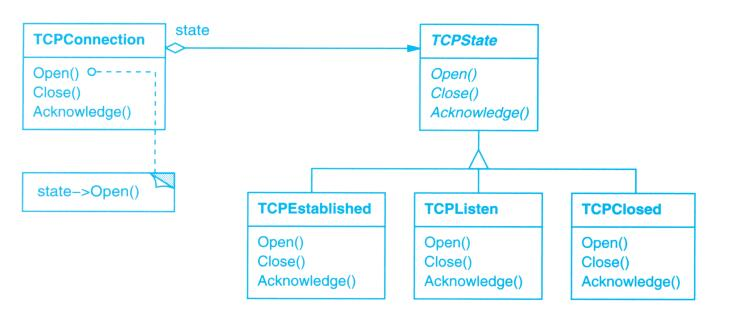 state
TCPConnection
Open()
Close()
Acknowledge()
state->Open()
TCPState
Open()
Close()
Acknowledge()
TCPEstablished
Open()
Close()
Acknowledge()
TCPListen
Open()
Close()
Acknowledge()
TCPClosed
Open()
Close()
Acknowledge()